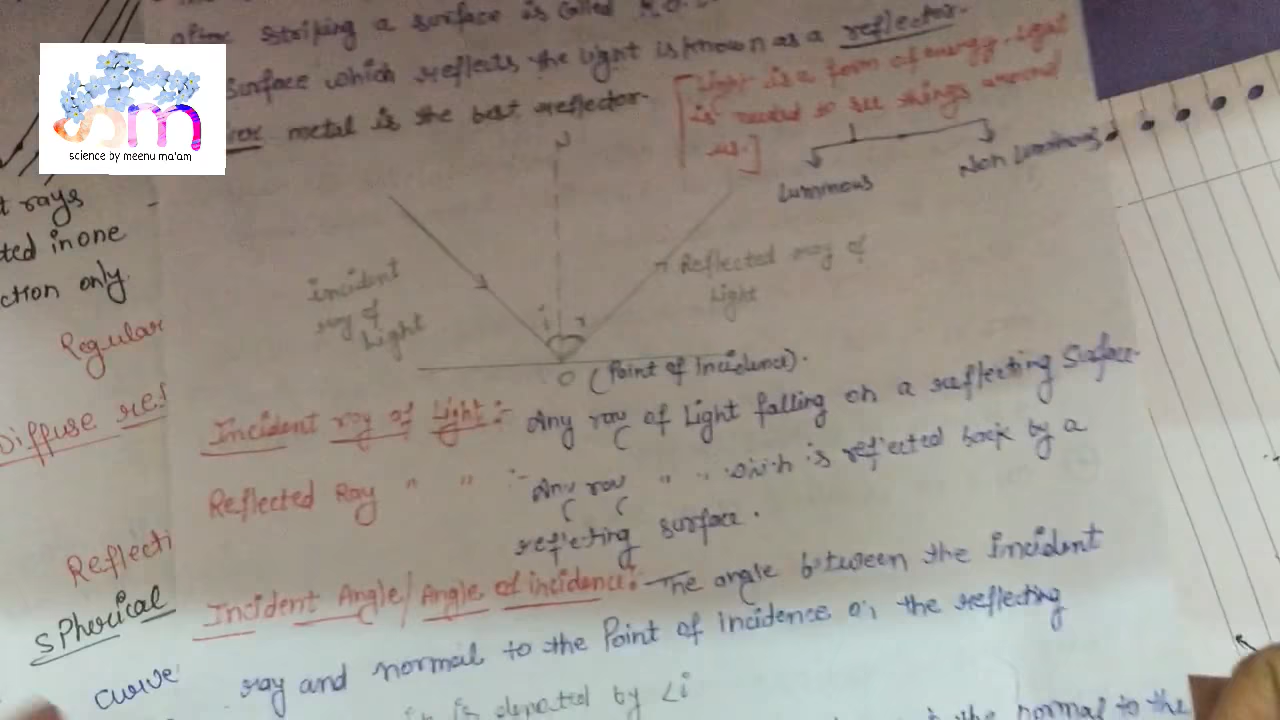 after striking a surface is called
surface which reflects the Light is known as a reflector.
metal is the best reflector.
[Light is a form of energy. Light
is needed to see things around
us.]
Luminous
Non Luminous
science by meenu ma'am
t rays
ted in one
ction only.
Regular
Diffuse ref
Reflecti
Spherical
curve
N
incident
ray of
Light
i
r
Reflected ray of
Light
O (Point of Incidence).
Incident ray of Light :- Any ray of Light falling on a reflecting surface.
Reflected Ray " " :- Any ray " " which is reflected back by a
reflecting surface.
Incident Angle/Angle of incidence:- The angle between the incident
ray and normal to the Point of incidence of the reflecting
it is denoted by ∠i
the normal to the